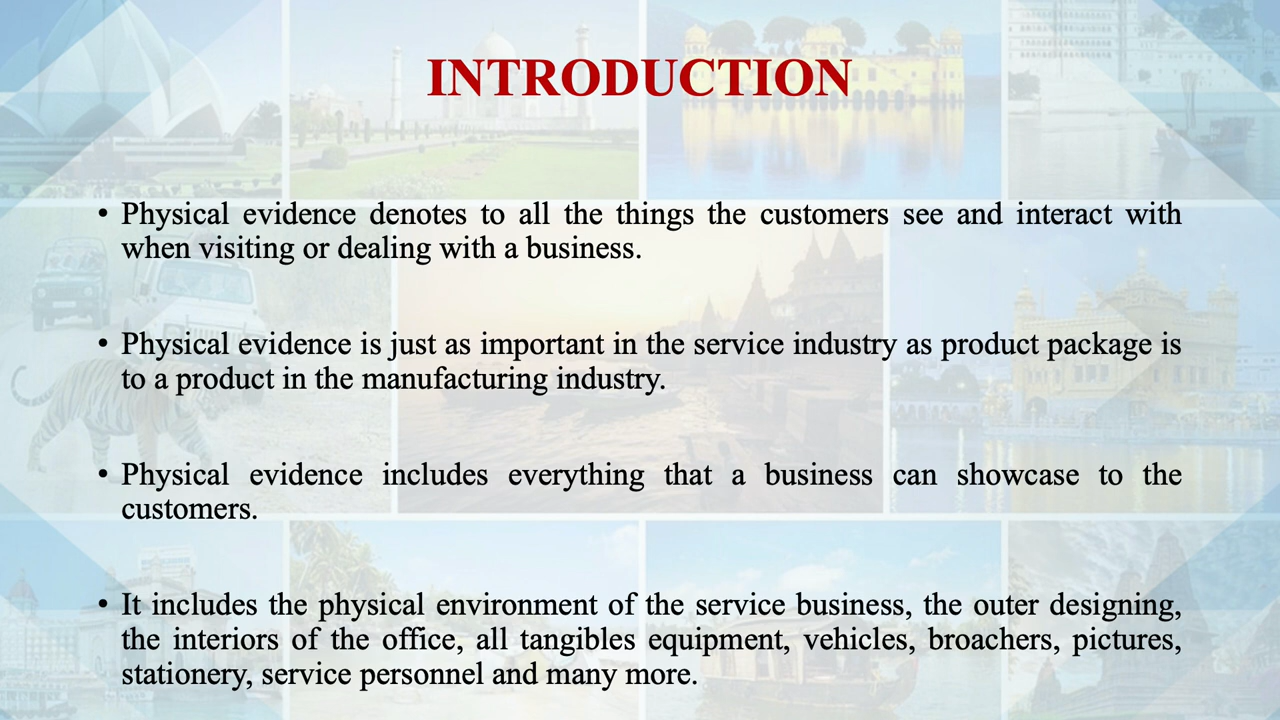 INTRODUCTION
• Physical evidence denotes to all the things the customers see and interact with
when visiting or dealing with a business.
• Physical evidence is just as important in the service industry as product package is
to a product in the manufacturing industry.
• Physical evidence includes everything that a business can showcase to the
customers.
• It includes the physical environment of the service business, the outer designing,
the interiors of the office, all tangibles equipment, vehicles, broachers, pictures,
stationery, service personnel and many more.